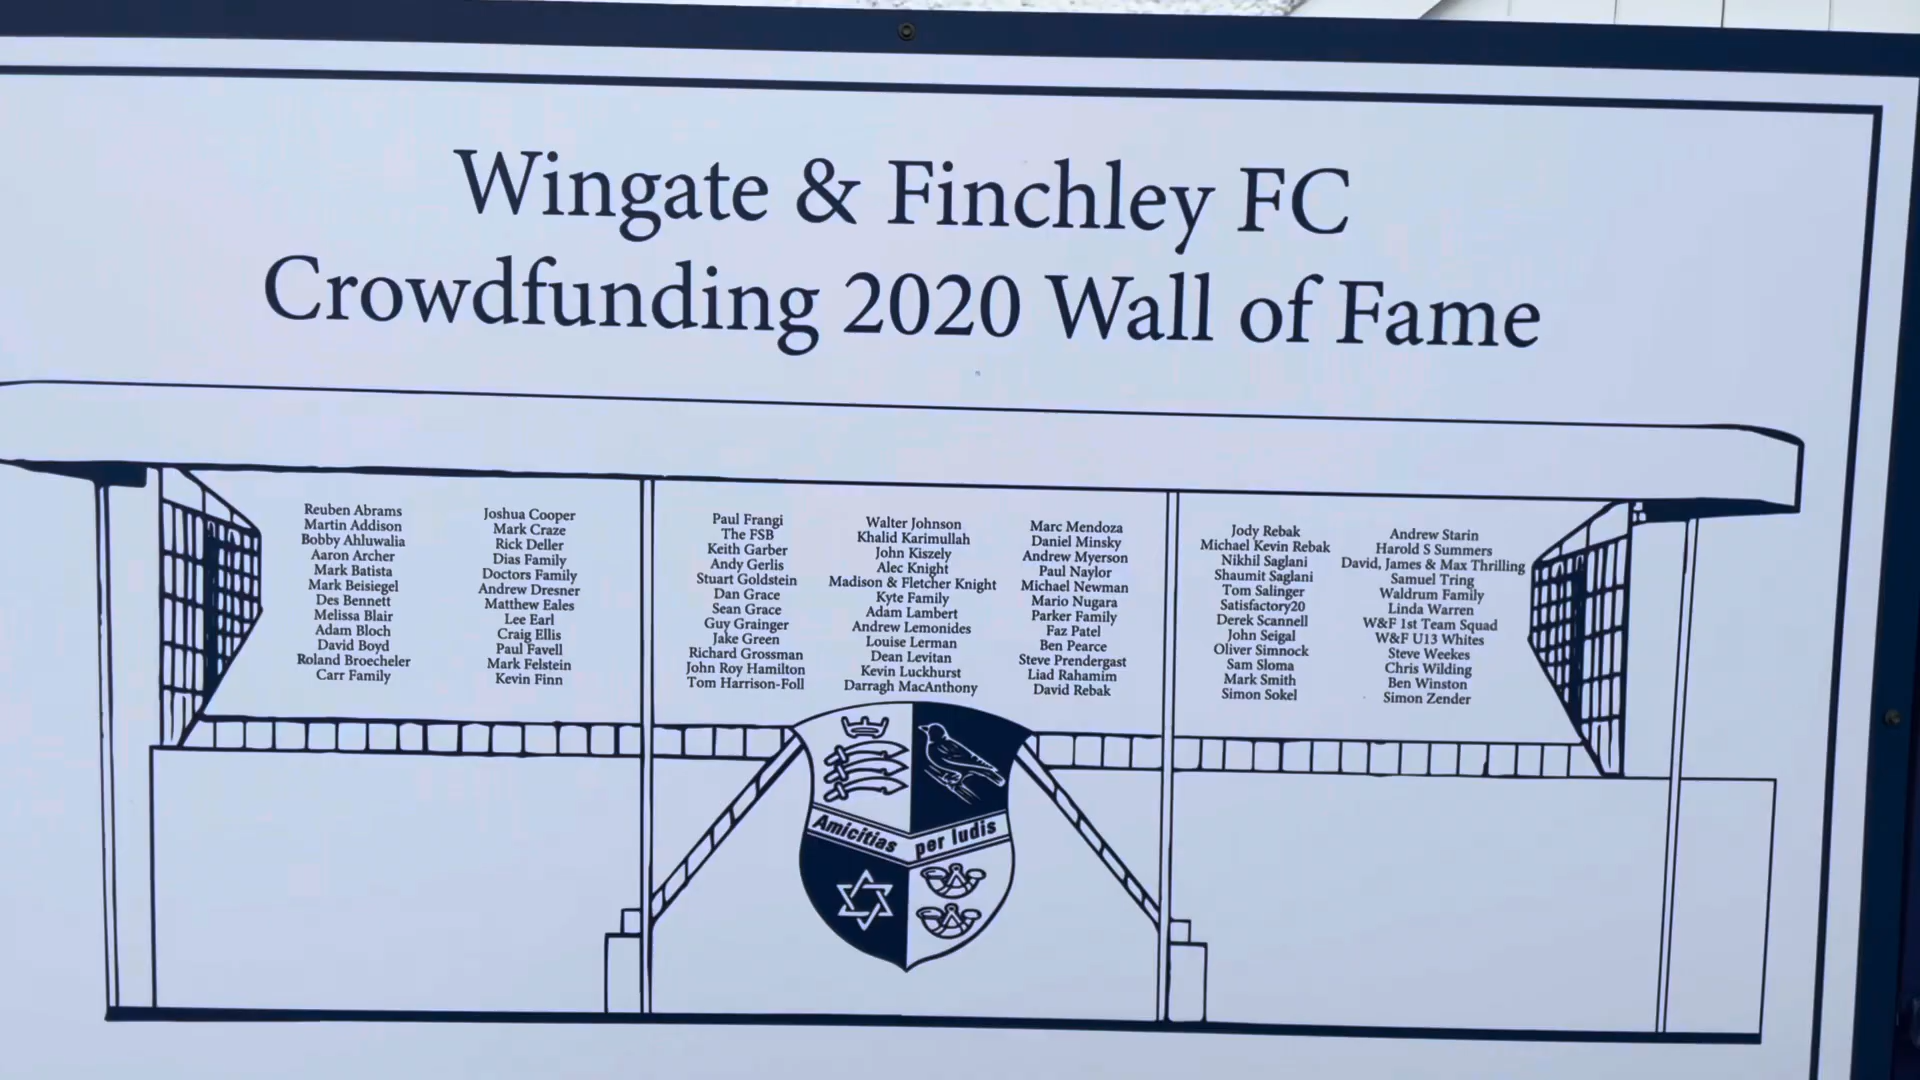 Wingate & Finchley FC
Crowdfunding 2020 Wall of Fame
Reuben Abrams
Martin Addison
Bobby Ahluwalia
Aaron Archer
Mark Batista
Mark Beisiegel
Des Bennett
Melissa Blair
Adam Bloch
David Boyd
Roland Broecheler
Carr Family
Joshua Cooper
Mark Craze
Rick Deller
Dias Family
Doctors Family
Andrew Dresner
Matthew Eales
Lee Earl
Craig Ellis
Paul Favell
Mark Felstein
Kevin Finn
Paul Frangi
The FSB
Keith Garber
Andy Gerlis
Stuart Goldstein
Dan Grace
Sean Grace
Guy Grainger
Jake Green
Richard Grossman
John Roy Hamilton
Tom Harrison-Foll
Walter Johnson
Khalid Karimullah
John Kiszely
Alec Knight
Madison & Fletcher Knight
Kyte Family
Adam Lambert
Andrew Lemonides
Louise Lerman
Dean Levitan
Kevin Luckhurst
Darragh MacAnthony
Marc Mendoza
Daniel Minsky
Andrew Myerson
Paul Naylor
Michael Newman
Mario Nugara
Parker Family
Faz Patel
Ben Pearce
Steve Prendergast
Liad Rahamim
David Rebak
Jody Rebak
Michael Kevin Rebak
Nikhil Saglani
Shaumit Saglani
Tom Salinger
Satisfactory20
Derek Scannell
John Seigal
Oliver Simnock
Sam Sloma
Mark Smith
Simon Sokel
Andrew Starin
Harold S Summers
David, James & Max Thrilling
Samuel Tring
Waldrum Family
Linda Warren
W&F 1st Team Squad
W&F U13 Whites
Steve Weekes
Chris Wilding
Ben Winston
Simon Zender
Amicitias per ludis